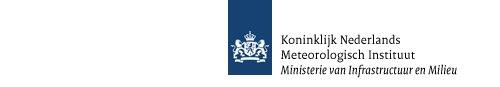 Koninklijk Nederlands
Meteorologisch Instituut
Ministerie van Infrastructuur en Milieu